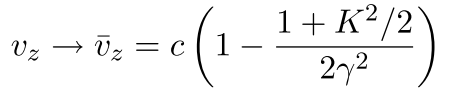 v_z → v̄_z = c ( 1 − (1 + K²/2) / (2γ²) )